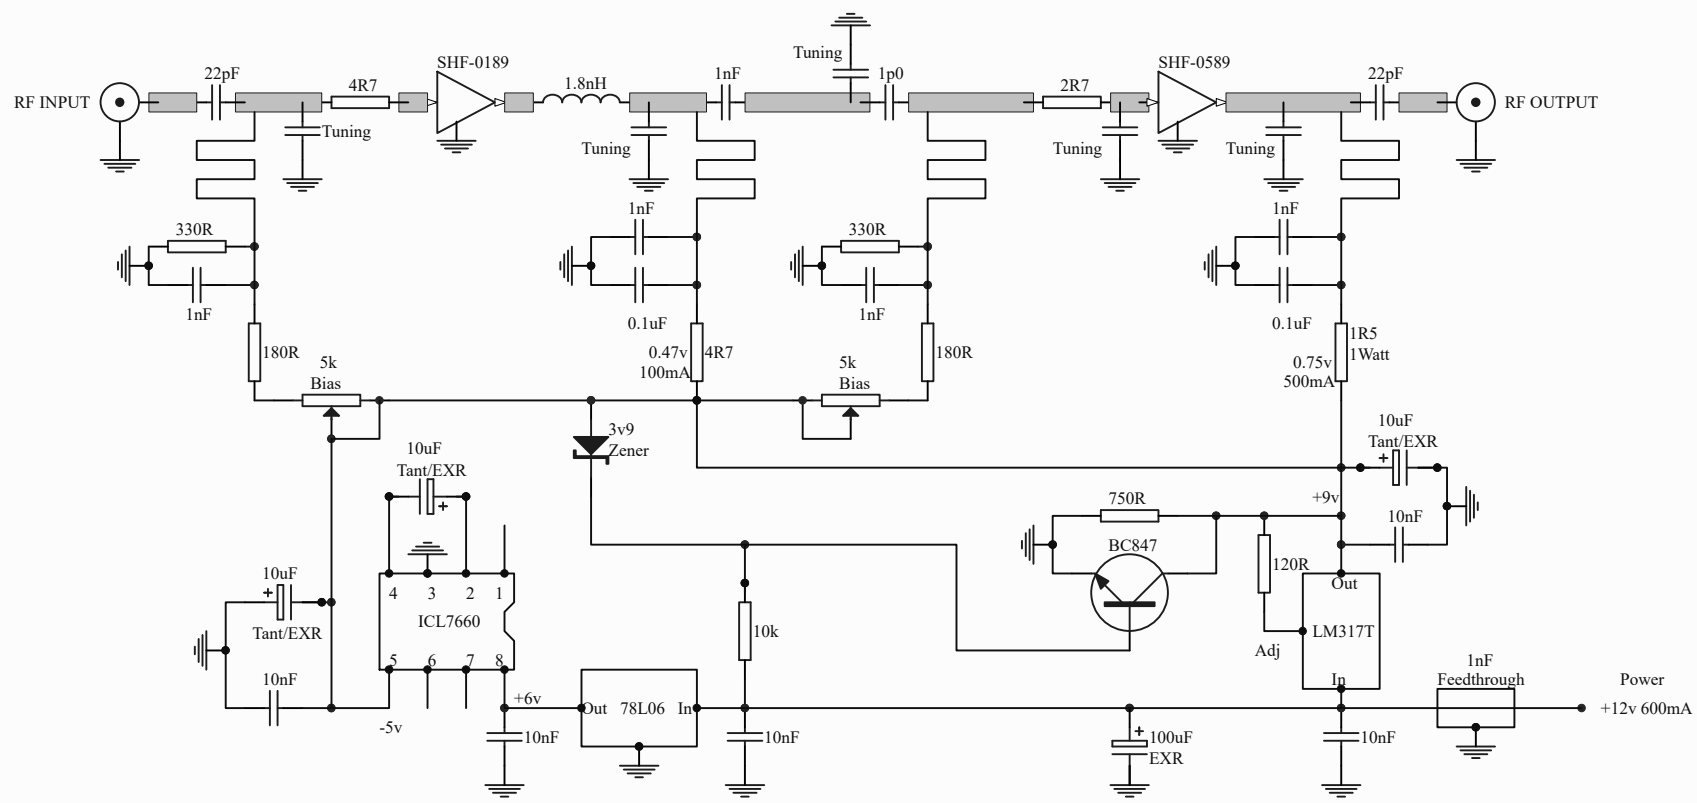 SHF-0189
SHF-0589
Tuning
22pF
4R7
1.8nH
1nF
1p0
2R7
22pF
RF INPUT
RF OUTPUT
Tuning
Tuning
Tuning
Tuning
330R
1nF
330R
1nF
1nF
0.1uF
1nF
0.1uF
180R
0.47v
100mA
4R7
180R
1R5
1Watt
0.75v
500mA
5k
Bias
5k
Bias
3v9
Zener
10uF
Tant/EXR
10uF
Tant/EXR
+
+
+9v
750R
10nF
BC847
120R
Out
10uF
+
Tant/EXR
4
3
2
1
ICL7660
5
6
7
8
10k
LM317T
Adj
In
10nF
-5v
+6v
Out
78L06
In
1nF
Feedthrough
Power
+12v 600mA
10nF
10nF
+
100uF
EXR
10nF